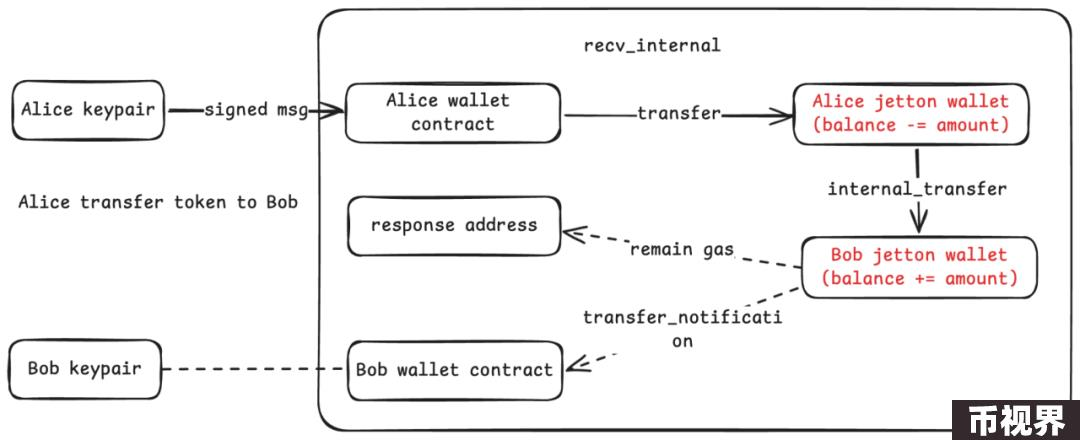 recv_internal
Alice keypair
signed msg
Alice wallet
contract
transfer
Alice jetton wallet
(balance -= amount)
Alice transfer token to Bob
internal_transfer
response address
remain gas
Bob jetton wallet
(balance += amount)
transfer_notificati
on
Bob keypair
Bob wallet contract
币视界